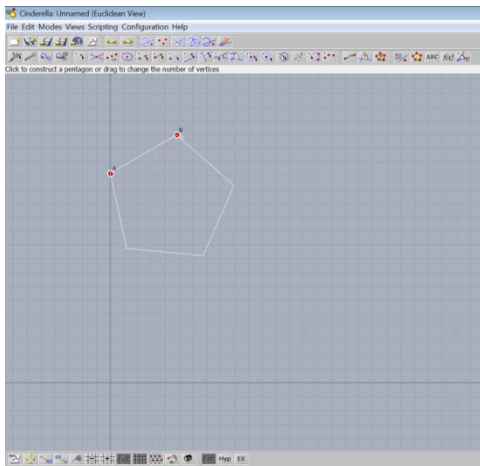 Cinderella: Unnamed (Euclidean View)
File Edit Modes Views Scripting Configuration Help
ABC f(x)
Click to construct a pentagon or drag to change the number of vertices
B
A
Hyp Ell